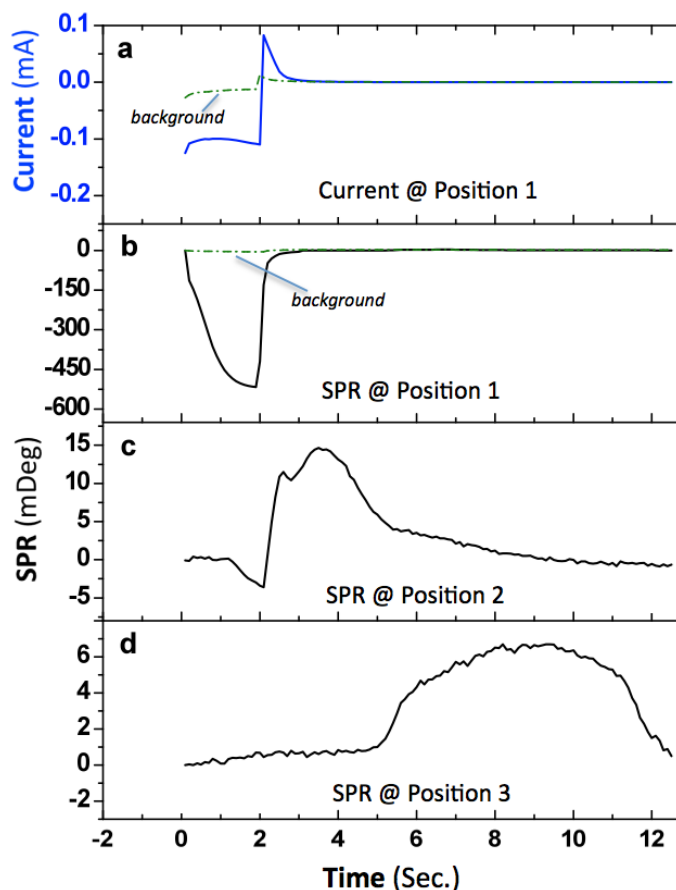 a
Current (mA)
0.1
0.0
-0.1
-0.2
background
Current @ Position 1
b
0
-150
-300
-450
-600
background
SPR @ Position 1
SPR (mDeg)
c
15
10
5
0
-5
SPR @ Position 2
d
6
4
2
0
-2
SPR @ Position 3
-2 0 2 4 6 8 10 12
Time (Sec.)